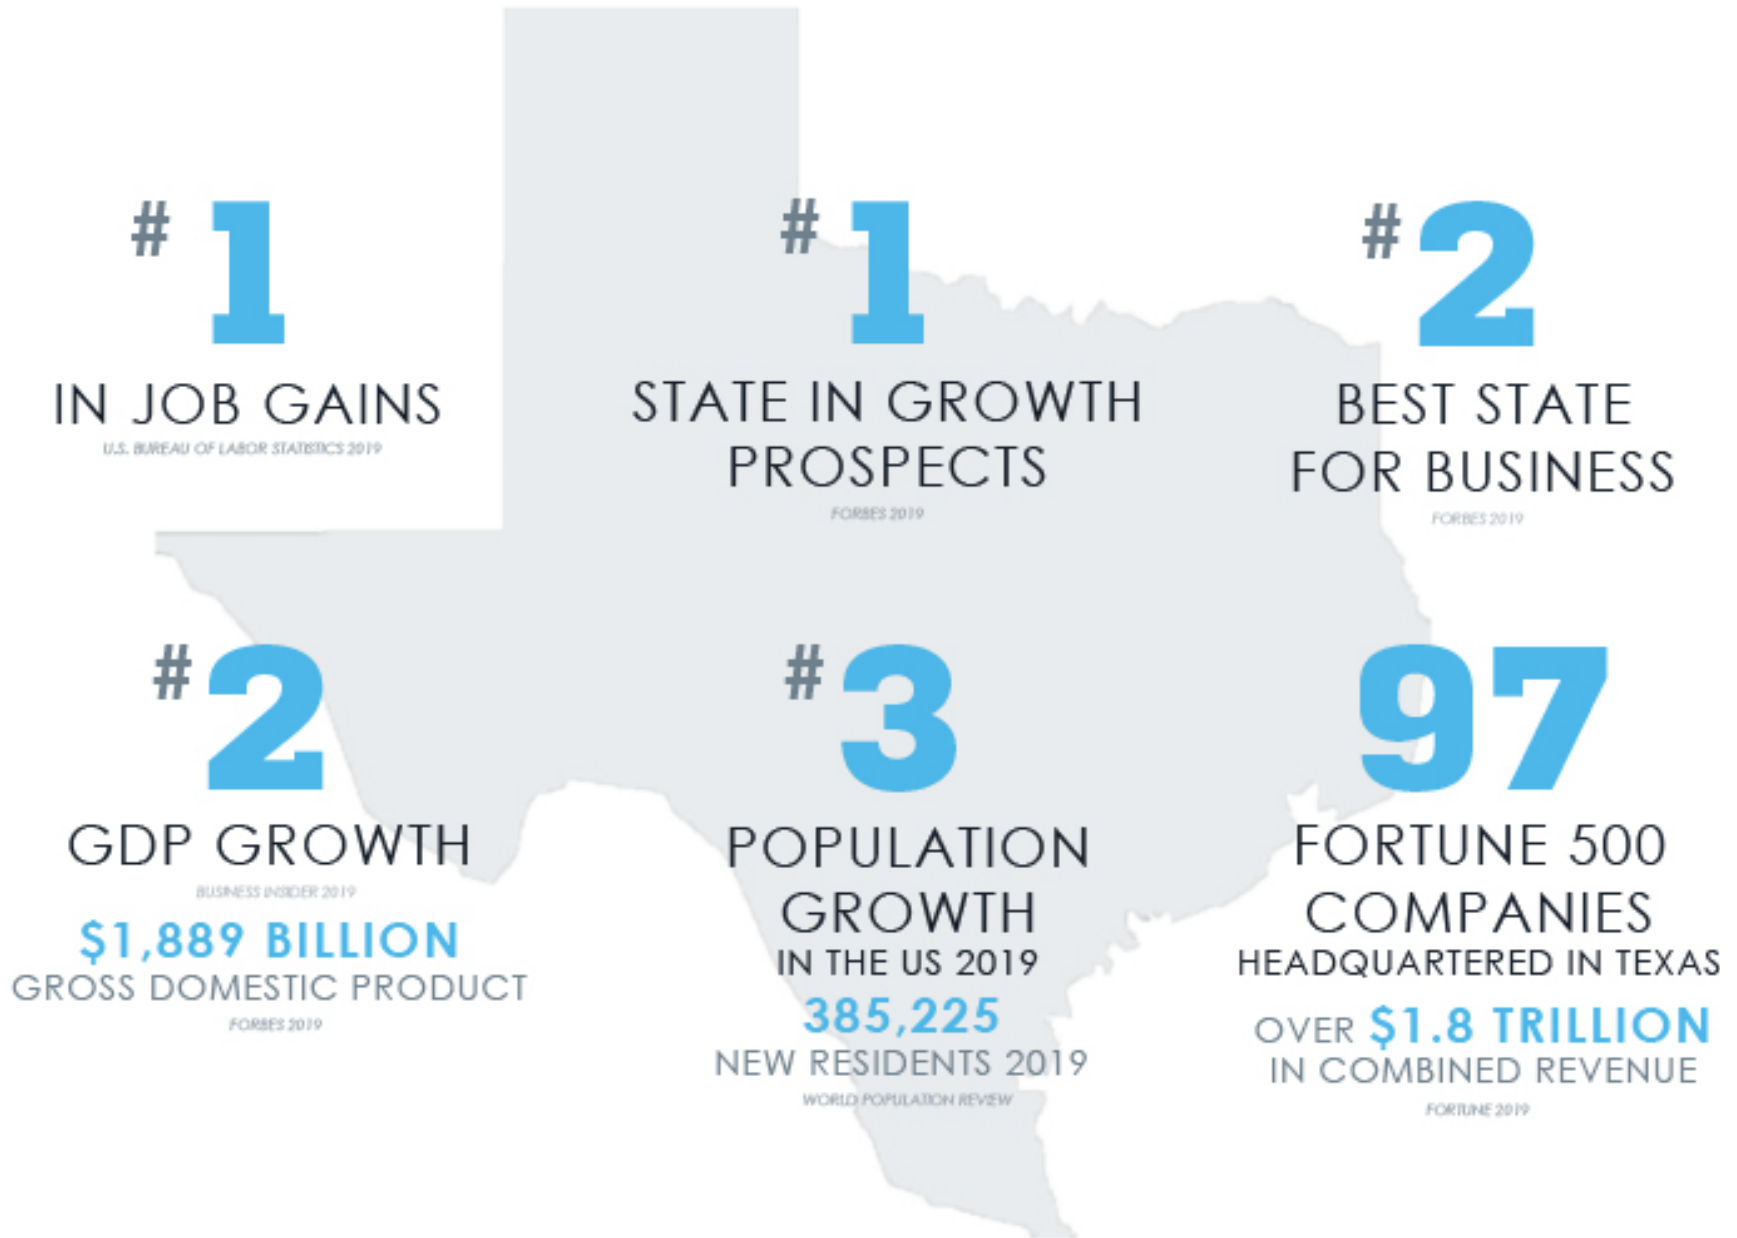 #1
IN JOB GAINS
U.S. BUREAU OF LABOR STATISTICS 2019
#1
STATE IN GROWTH
PROSPECTS
FORBES 2019
#2
BEST STATE
FOR BUSINESS
FORBES 2019
#2
GDP GROWTH
BUSINESS INSIDER 2019
$1,889 BILLION
GROSS DOMESTIC PRODUCT
FORBES 2019
#3
POPULATION
GROWTH
IN THE US 2019
385,225
NEW RESIDENTS 2019
WORLD POPULATION REVIEW
97
FORTUNE 500
COMPANIES
HEADQUARTERED IN TEXAS
OVER $1.8 TRILLION
IN COMBINED REVENUE
FORTUNE 2019